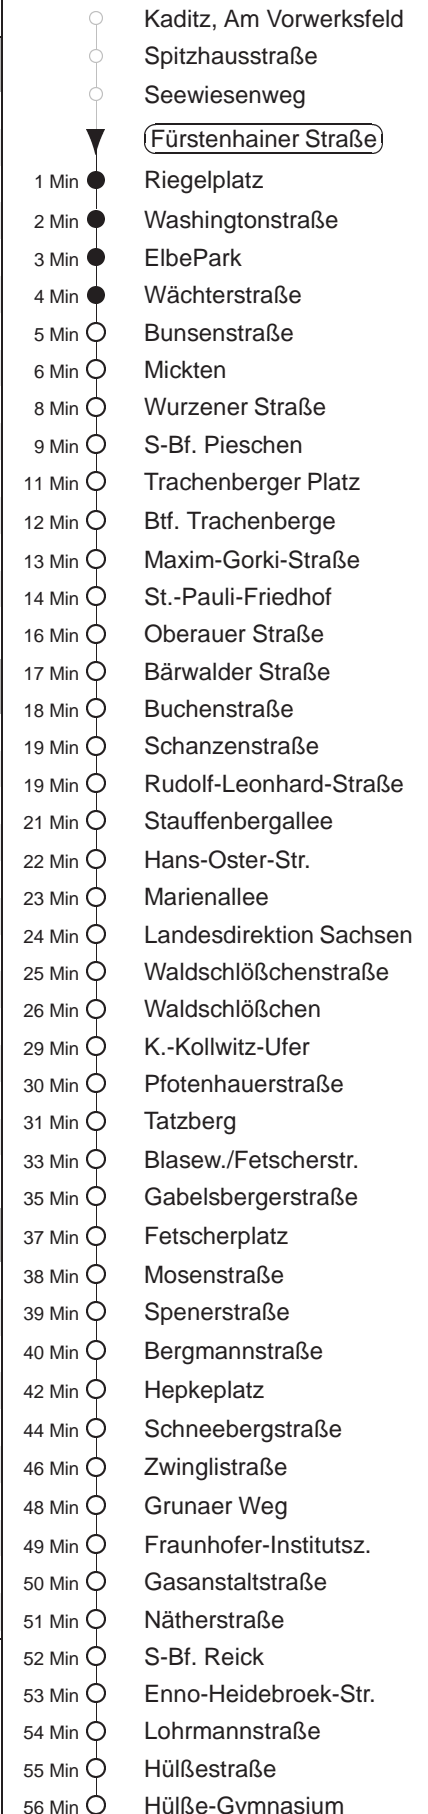 Kaditz, Am Vorwerksfeld
Spitzhausstraße
Seewiesenweg
Fürstenhainer Straße
1 Min Riegelplatz
2 Min Washingtonstraße
3 Min ElbePark
4 Min Wächterstraße
5 Min Bunsenstraße
6 Min Mickten
8 Min Wurzener Straße
9 Min S-Bf. Pieschen
11 Min Trachenberger Platz
12 Min Btf. Trachenberge
13 Min Maxim-Gorki-Straße
14 Min St.-Pauli-Friedhof
16 Min Oberauer Straße
17 Min Bärwalder Straße
18 Min Buchenstraße
19 Min Schanzenstraße
19 Min Rudolf-Leonhard-Straße
21 Min Stauffenbergallee
22 Min Hans-Oster-Str.
23 Min Marienallee
24 Min Landesdirektion Sachsen
25 Min Waldschlößchenstraße
26 Min Waldschlößchen
29 Min K.-Kollwitz-Ufer
30 Min Pfotenhauerstraße
31 Min Tatzberg
33 Min Blasew./Fetscherstr.
35 Min Gabelsbergerstraße
37 Min Fetscherplatz
38 Min Mosenstraße
39 Min Spenerstraße
40 Min Bergmannstraße
42 Min Hepkeplatz
44 Min Schneebergstraße
46 Min Zwinglistraße
48 Min Grunaer Weg
49 Min Fraunhofer-Institutsz.
50 Min Gasanstaltstraße
51 Min Nätherstraße
52 Min S-Bf. Reick
53 Min Enno-Heidebroek-Str.
54 Min Lohrmannstraße
55 Min Hülßestraße
56 Min Hülße-Gymnasium